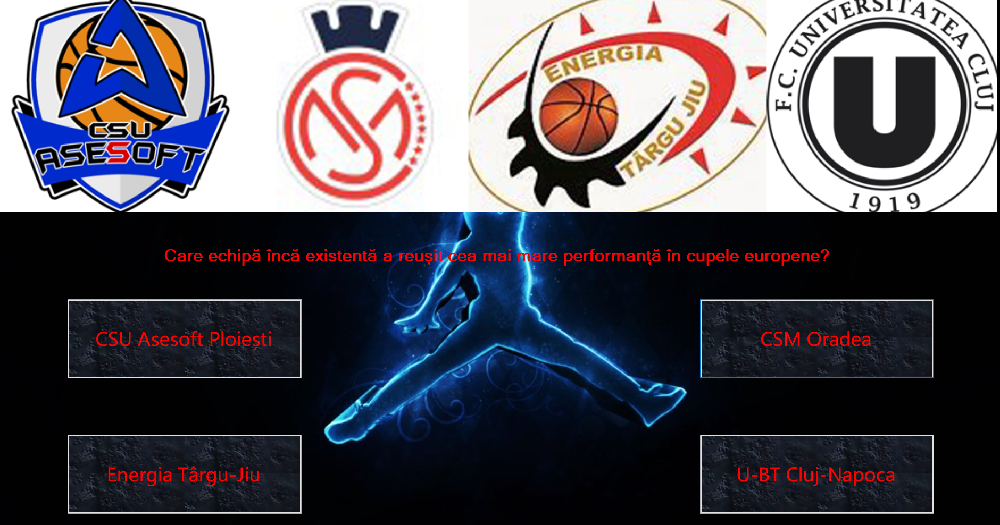 CSU
ASESOFT
CSM
ENERGIA
TÂRGU JIU
F.C. UNIVERSITATEA CLUJ
U
1919
Care echipă încă existentă a reușit cea mai mare performanță în cupele europene?
CSU Asesoft Ploiești
CSM Oradea
Energia Târgu-Jiu
U-BT Cluj-Napoca